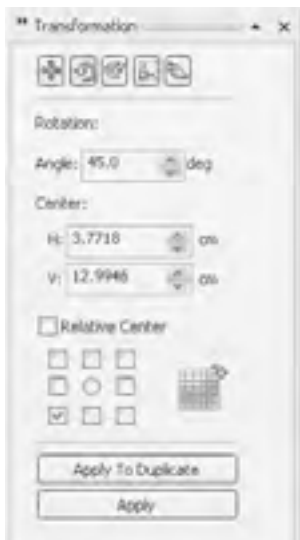 Transformation
Rotation:
Angle: 45.0 deg
Center:
H: 3.7718 cm
V: 12.9946 cm
Relative Center
Apply To Duplicate
Apply